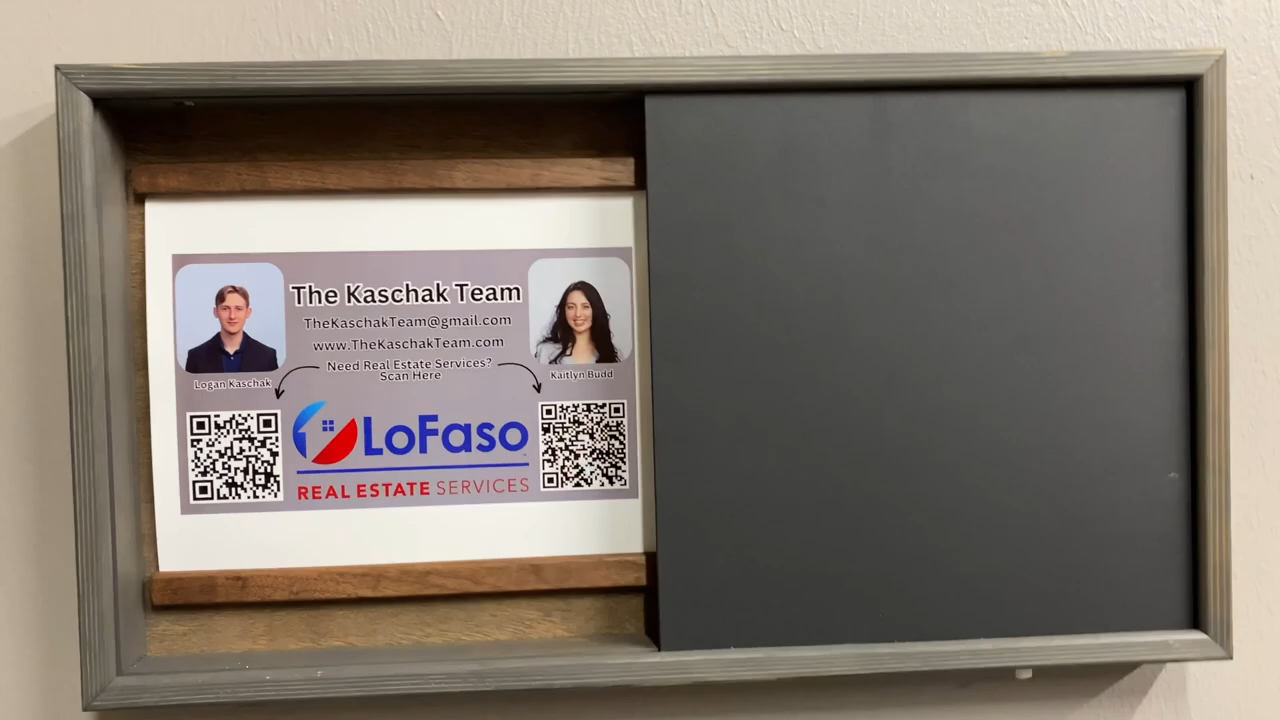 The Kaschak Team
TheKaschakTeam@gmail.com
www.TheKaschakTeam.com
Need Real Estate Services?
Scan Here
Logan Kaschak
Kaitlyn Budd
LoFaso
REAL ESTATE SERVICES